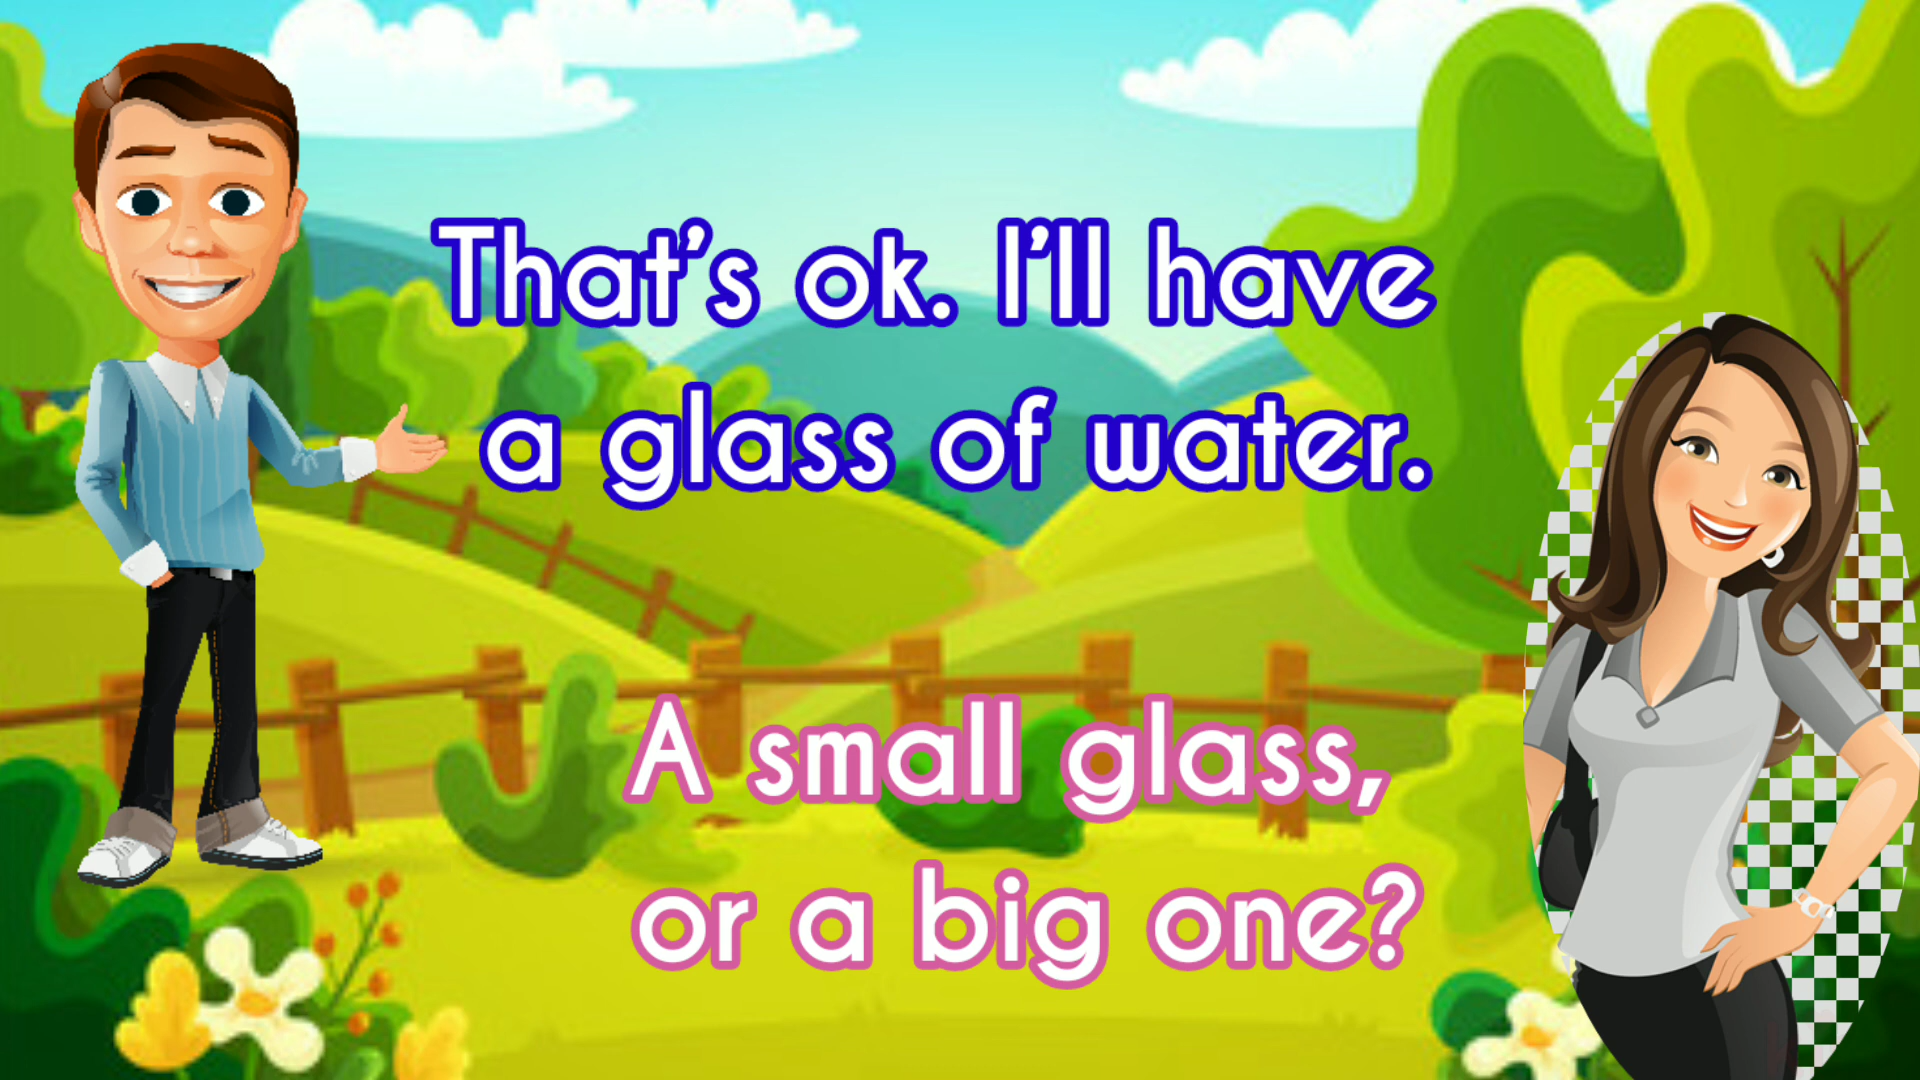 That's ok. I'll have
a glass of water.
A small glass,
or a big one?